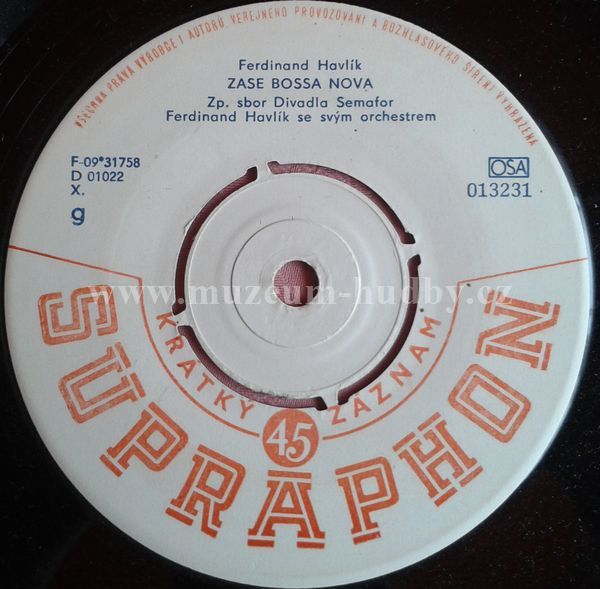 VŠECHNA PRÁVA VÝROBCE I AUTORŮ VEREJNÉHO PROVOZOVÁNÍ A ROZHLASOVÉHO ŠÍŘENÍ VYHRAZENA
Ferdinand Havlík
ZASE BOSSA NOVA
Zp. sbor Divadla Semafor
Ferdinand Havlík se svým orchestrem
F-09*31758
D 01022
X.
g
OSA
013231
www.muzeum-hudby.cz
KRÁTKÝ ZÁZNAM
45
SUPRAPHON